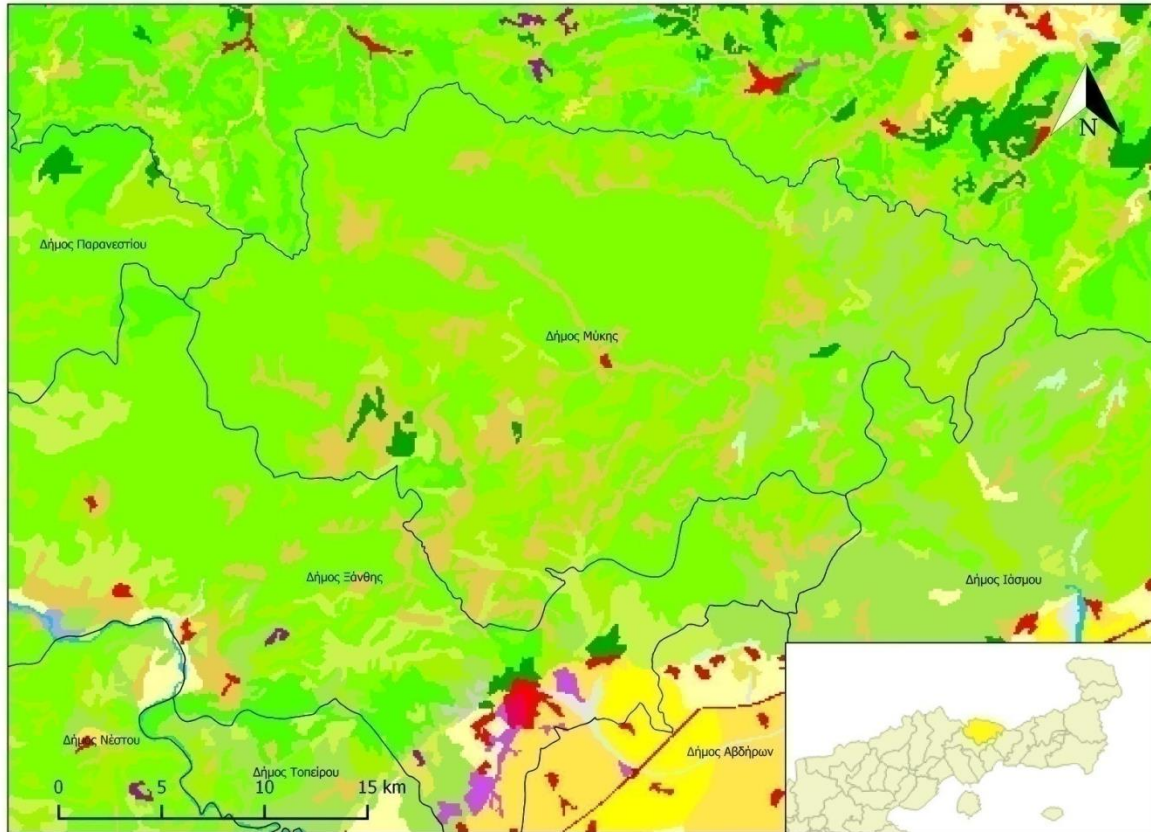 N
Δήμος Παρανεστίου
Δήμος Μύκης
Δήμος Ξάνθης
Δήμος Ιάσμου
Δήμος Νέστου
Δήμος Τοπείρου
Δήμος Αβδήρων
0 5 10 15 km